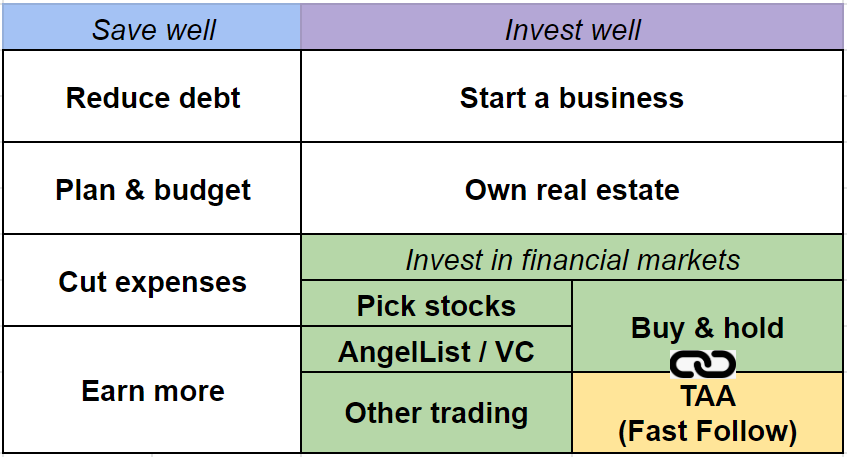 Save well
Invest well
Reduce debt
Start a business
Plan & budget
Own real estate
Cut expenses
Invest in financial markets
Pick stocks
Buy & hold
AngelList / VC
Earn more
Other trading
TAA
(Fast Follow)